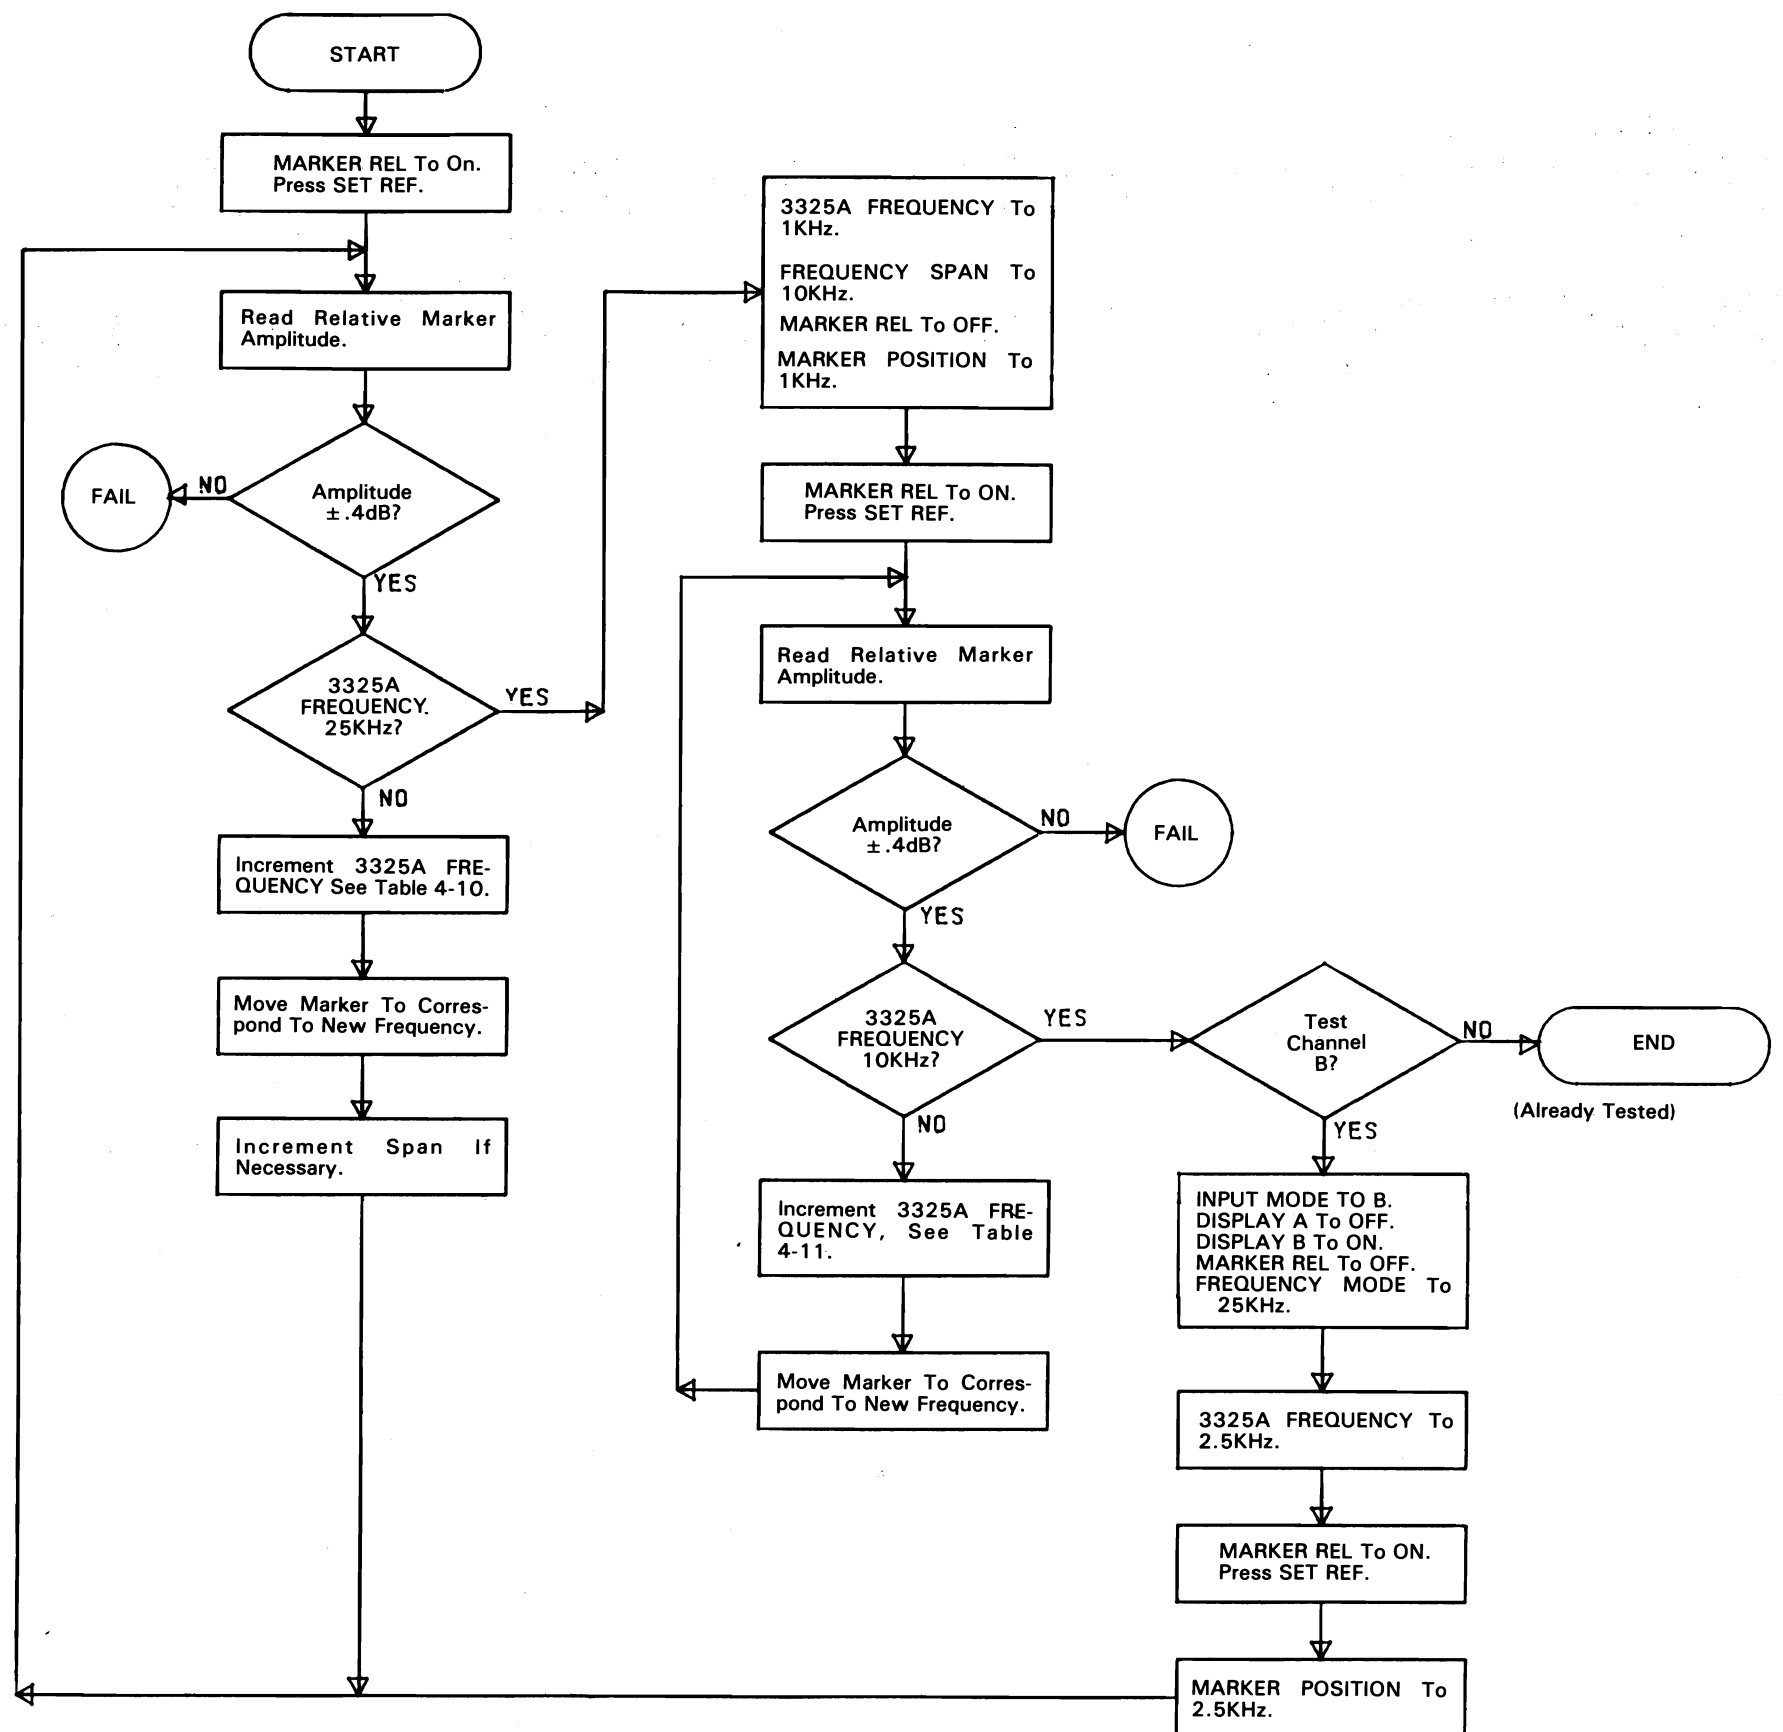 START
MARKER REL To On.
Press SET REF.
Read Relative Marker
Amplitude.
FAIL
NO
Amplitude
± .4dB?
YES
3325A
FREQUENCY.
25KHz?
YES
NO
Increment 3325A FRE-
QUENCY See Table 4-10.
Move Marker To Corres-
pond To New Frequency.
Increment Span If
Necessary.
3325A FREQUENCY To
1KHz.
FREQUENCY SPAN To
10KHz.
MARKER REL To OFF.
MARKER POSITION To
1KHz.
MARKER REL To ON.
Press SET REF.
Read Relative Marker
Amplitude.
Amplitude
± .4dB?
NO
FAIL
YES
3325A
FREQUENCY
10KHz?
YES
NO
Increment 3325A FRE-
QUENCY, See Table
4-11.
Move Marker To Corres-
pond To New Frequency.
Test
Channel
B?
NO
END
(Already Tested)
YES
INPUT MODE TO B.
DISPLAY A To OFF.
DISPLAY B To ON.
MARKER REL To OFF.
FREQUENCY MODE To
25KHz.
3325A FREQUENCY To
2.5KHz.
MARKER REL To ON.
Press SET REF.
MARKER POSITION To
2.5KHz.